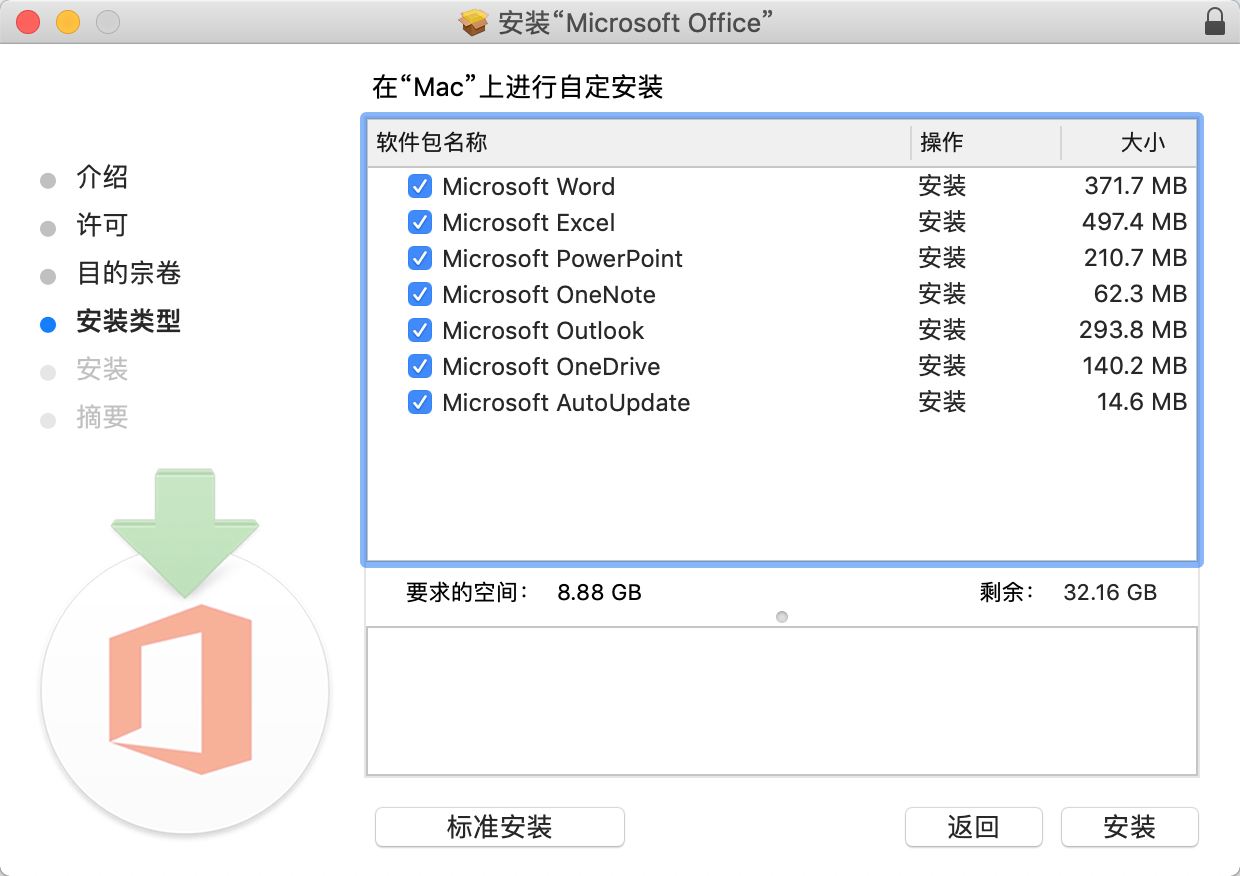 安装“Microsoft Office”
在“Mac”上进行自定安装
介绍
许可
目的宗卷
安装类型
安装
摘要
软件包名称 操作 大小
Microsoft Word 安装 371.7 MB
Microsoft Excel 安装 497.4 MB
Microsoft PowerPoint 安装 210.7 MB
Microsoft OneNote 安装 62.3 MB
Microsoft Outlook 安装 293.8 MB
Microsoft OneDrive 安装 140.2 MB
Microsoft AutoUpdate 安装 14.6 MB
要求的空间： 8.88 GB 剩余： 32.16 GB
标准安装 返回 安装